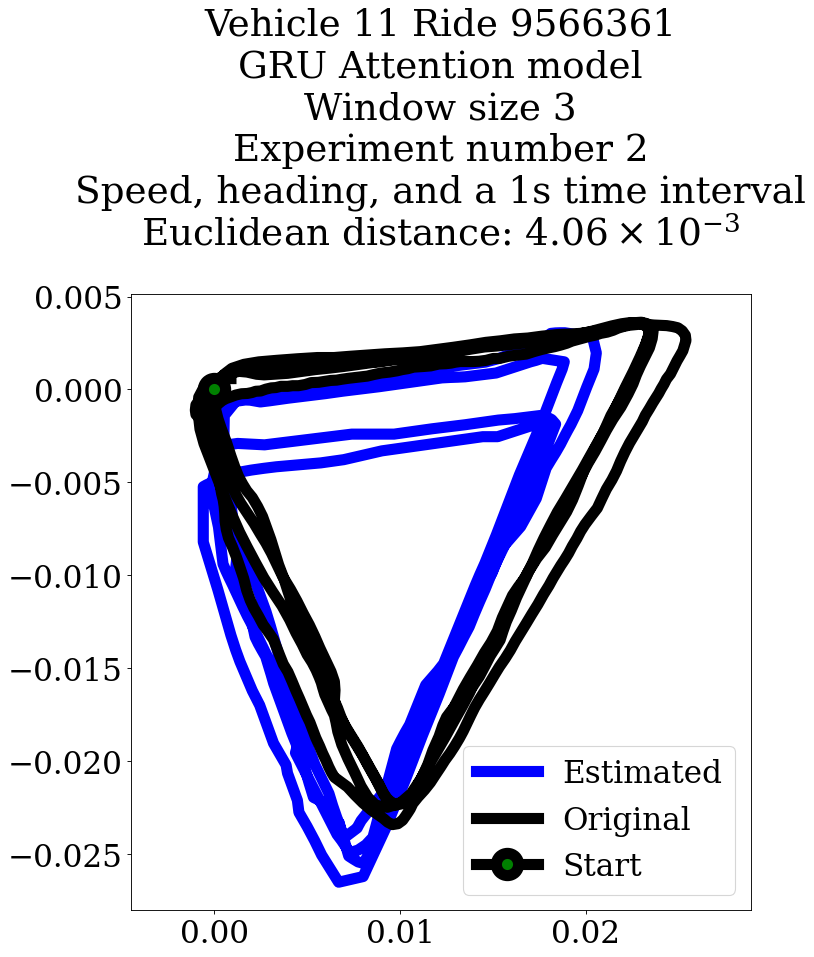 Vehicle 11 Ride 9566361
GRU Attention model
Window size 3
Experiment number 2
Speed, heading, and a 1s time interval
Euclidean distance: 4.06 × 10⁻³
0.005
0.000
−0.005
−0.010
−0.015
−0.020
−0.025
0.00 0.01 0.02
Estimated
Original
Start